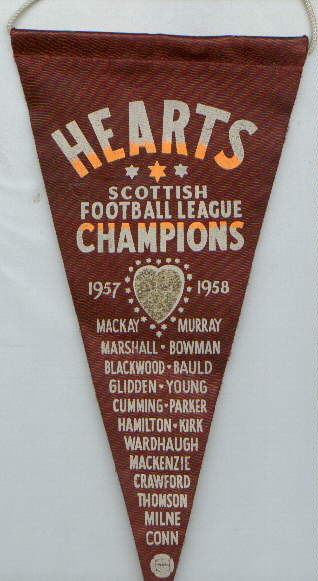 HEARTS
SCOTTISH
FOOTBALL LEAGUE
CHAMPIONS
1957 1958
MACKAY MURRAY
MARSHALL • BOWMAN
BLACKWOOD • BAULD
GLIDDEN • YOUNG
CUMMING • PARKER
HAMILTON • KIRK
WARDHAUGH
MACKENZIE
CRAWFORD
THOMSON
MILNE
CONN